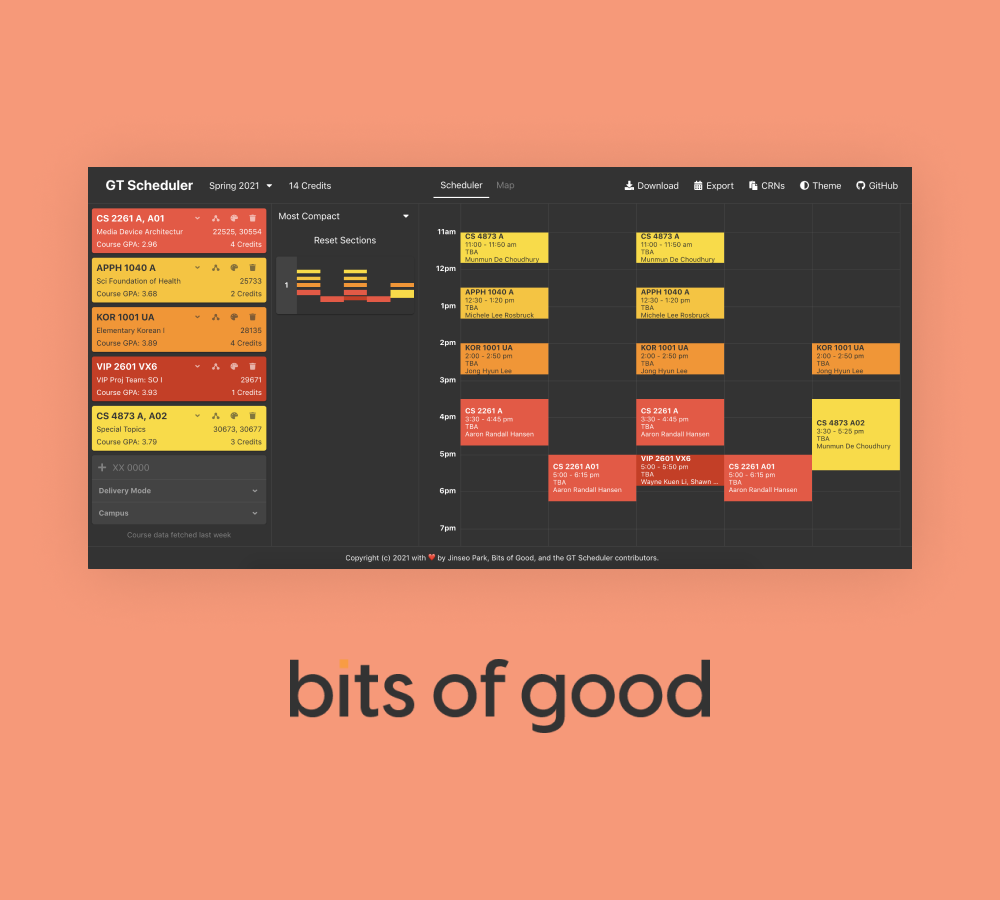 GT Scheduler Spring 2021 14 Credits Scheduler Map Download Export CRNs Theme GitHub
CS 2261 A, A01
Media Device Architectur 22525, 30554
Course GPA: 2.96 4 Credits
APPH 1040 A
Sci Foundation of Health 25733
Course GPA: 3.68 2 Credits
KOR 1001 UA
Elementary Korean I 28135
Course GPA: 3.89 4 Credits
VIP 2601 VX6
VIP Proj Team: SO I 29671
Course GPA: 3.93 1 Credits
CS 4873 A, A02
Special Topics 30673, 30677
Course GPA: 3.79 3 Credits
XX 0000
Delivery Mode
Campus
Course data fetched last week
Most Compact
Reset Sections
1
11am
12pm
1pm
2pm
3pm
4pm
5pm
6pm
7pm
CS 4873 A
11:00 - 11:50 am
TBA
Munmun De Choudhury
APPH 1040 A
12:30 - 1:20 pm
TBA
Michele Lee Rosbruck
KOR 1001 UA
2:00 - 2:50 pm
TBA
Jong Hyun Lee
CS 2261 A
3:30 - 4:45 pm
TBA
Aaron Randall Hansen
CS 2261 A01
5:00 - 6:15 pm
TBA
Aaron Randall Hansen
CS 4873 A
11:00 - 11:50 am
TBA
Munmun De Choudhury
APPH 1040 A
12:30 - 1:20 pm
TBA
Michele Lee Rosbruck
KOR 1001 UA
2:00 - 2:50 pm
TBA
Jong Hyun Lee
CS 2261 A
3:30 - 4:45 pm
TBA
Aaron Randall Hansen
VIP 2601 VX6
5:00 - 5:50 pm
TBA
Wayne Kuen Li, Shawn ...
CS 2261 A01
5:00 - 6:15 pm
TBA
Aaron Randall Hansen
KOR 1001 UA
2:00 - 2:50 pm
TBA
Jong Hyun Lee
CS 4873 A02
3:30 - 5:25 pm
TBA
Munmun De Choudhury
Copyright (c) 2021 with ❤️ by Jinseo Park, Bits of Good, and the GT Scheduler contributors.
bits of good